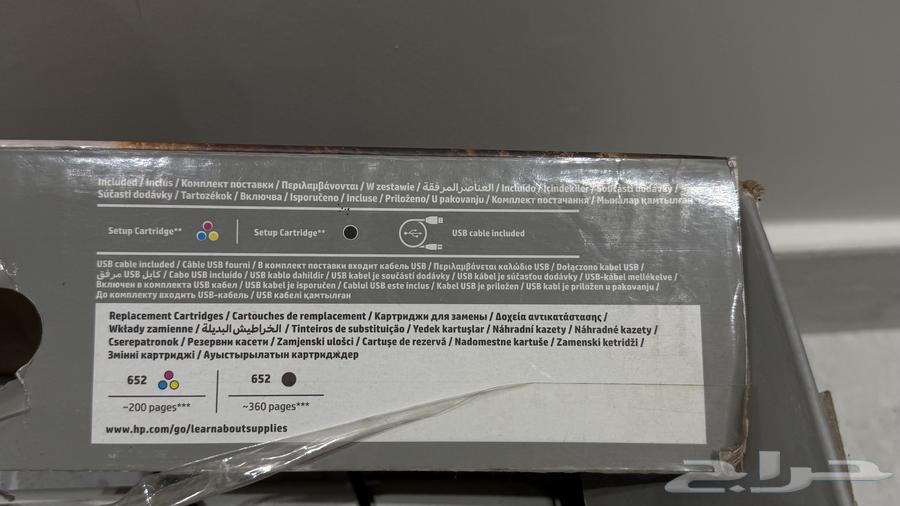 Included / Inclus / Комплект поставки / Περιλαμβάνονται / W zestawie / العناصر المرفقة / Incluído / İçindekiler / Součásti dodávky /
Súčasti dodávky / Tartozékok / Включва / Isporučeno / Incluse / Priloženo / U pakovanju / Комплект постачання / Мыналар қамтылған
Setup Cartridge** Setup Cartridge** USB cable included
USB cable included / Câble USB fourni / В комплект поставки входит кабель USB / Περιλαμβάνεται καλώδιο USB / Dołączono kabel USB /
كابل USB مرفق / Cabo USB incluído / USB kablo dahildir / USB kabel je součástí dodávky / USB kábel je súčasťou dodávky / USB-kábel mellékelve /
Включен в комплекта USB кабел / USB kabel je isporučen / Cablul USB este inclus / Kabel USB je priložen / USB kabl je priložen u pakovanju /
До комплекту входить USB-кабель / USB кабелі қамтылған
Replacement Cartridges / Cartouches de remplacement / Картриджи для замены / Δοχεία αντικατάστασης /
Wkłady zamienne / الخراطيش البديلة / Tinteiros de substituição / Yedek kartuşlar / Náhradní kazety / Náhradné kazety /
Cserepatronok / Резервни касети / Zamjenski ulošci / Cartuşe de rezervă / Nadomestne kartuše / Zamenski ketridži /
Змінні картриджі / Ауыстырылатын картридждер
652 652
~200 pages*** ~360 pages***
www.hp.com/go/learnaboutsupplies
حراج